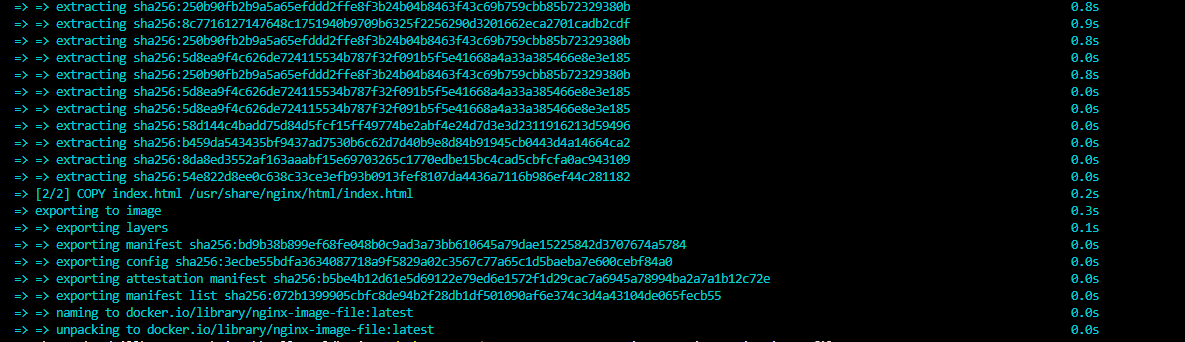 => => extracting sha256:250b90fb2b9a5a65efddd2ffe8f3b24b04b8463f43c69b759cbb85b72329380b 0.8s
=> => extracting sha256:8c7716127147648c1751940b9709b6325f2256290d3201662eca2701cadb2cdf 0.9s
=> => extracting sha256:250b90fb2b9a5a65efddd2ffe8f3b24b04b8463f43c69b759cbb85b72329380b 0.8s
=> => extracting sha256:5d8ea9f4c626de724115534b787f32f091b5f5e41668a4a33a385466e8e3e185 0.0s
=> => extracting sha256:250b90fb2b9a5a65efddd2ffe8f3b24b04b8463f43c69b759cbb85b72329380b 0.8s
=> => extracting sha256:5d8ea9f4c626de724115534b787f32f091b5f5e41668a4a33a385466e8e3e185 0.0s
=> => extracting sha256:5d8ea9f4c626de724115534b787f32f091b5f5e41668a4a33a385466e8e3e185 0.0s
=> => extracting sha256:58d144c4badd75d84d5fcf15ff49774be2abf4e24d7d3e3d2311916213d59496 0.0s
=> => extracting sha256:b459da543435bf9437ad7530b6c62d7d40b9e8d84b91945cb0443d4a14664ca2 0.0s
=> => extracting sha256:8da8ed3552af163aaabf15e69703265c1770edbe15bc4cad5cbfcfa0ac943109 0.0s
=> => extracting sha256:54e822d8ee0c638c33ce3efb93b0913fef8107da4436a7116b986ef44c281182 0.0s
=> [2/2] COPY index.html /usr/share/nginx/html/index.html 0.2s
=> exporting to image 0.3s
=> => exporting layers 0.1s
=> => exporting manifest sha256:bd9b38b899ef68fe048b0c9ad3a73bb610645a79dae15225842d3707674a5784 0.0s
=> => exporting config sha256:3ecbe55bdfa3634087718a9f5829a02c3567c77a65c1d5baeba7e600cebf84a0 0.0s
=> => exporting attestation manifest sha256:b5be4b12d61e5d69122e79ed6e1572f1d29cac7a6945a78994ba2a7a1b12c72e 0.0s
=> => exporting manifest list sha256:072b1399905cbfc8de94b2f28db1df501090af6e374c3d4a43104de065fecb55 0.0s
=> => naming to docker.io/library/nginx-image-file:latest 0.0s
=> => unpacking to docker.io/library/nginx-image-file:latest 0.0s